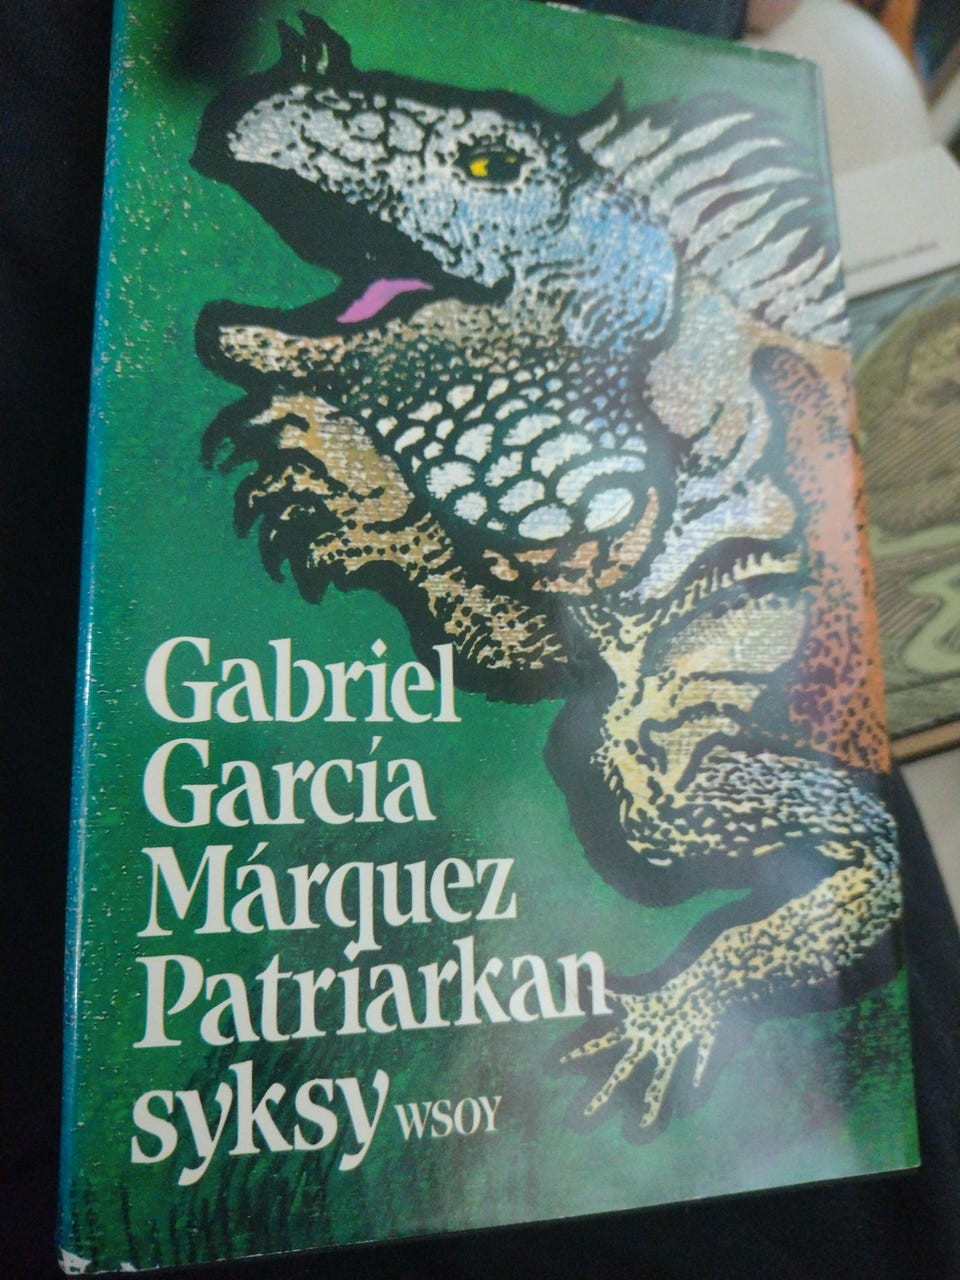 Gabriel
García
Márquez
Patriarkan
syksy WSOY